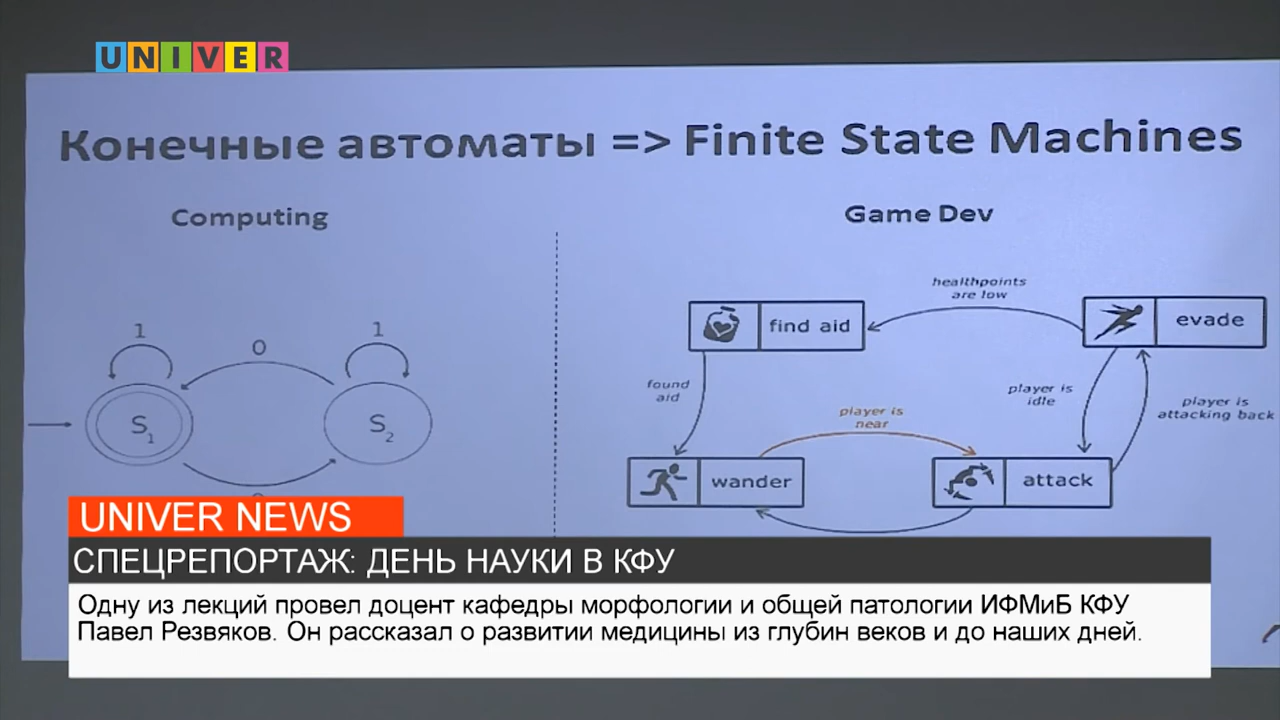 UNIVER
Конечные автоматы => Finite State Machines
Computing
Game Dev
1
0
1
S1
S2
healthpoints
are low
find aid
evade
found
aid
player is
near
player is
idle
player is
attacking back
wander
attack
UNIVER NEWS
СПЕЦРЕПОРТАЖ: ДЕНЬ НАУКИ В КФУ
Одну из лекций провел доцент кафедры морфологии и общей патологии ИФМиБ КФУ
Павел Резвяков. Он рассказал о развитии медицины из глубин веков и до наших дней.